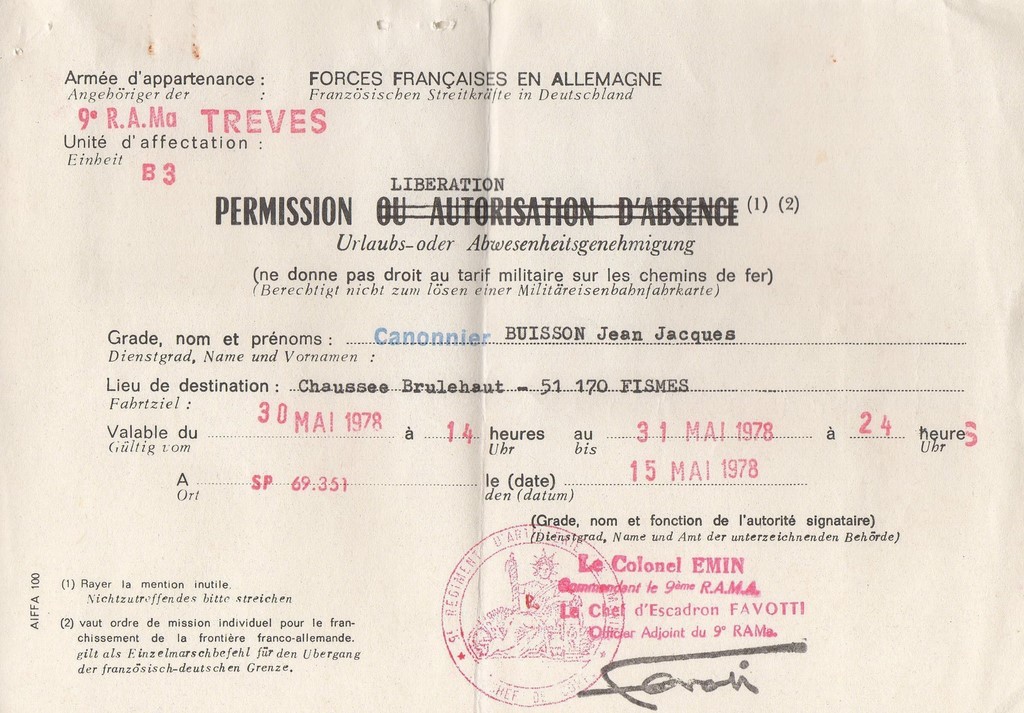 Armée d'appartenance : FORCES FRANÇAISES EN ALLEMAGNE
Angehöriger der : Französischen Streitkräfte in Deutschland
9e R.A.Ma TREVES
Unité d'affectation :
Einheit
B 3
LIBERATION
PERMISSION OU AUTORISATION D'ABSENCE (1) (2)
Urlaubs-oder Abwesenheitsgenehmigung
(ne donne pas droit au tarif militaire sur les chemins de fer)
(Berechtigt nicht zum lösen einer Militäreisenbahnfahrkarte)
Grade, nom et prénoms : Canonnier BUISSON Jean Jacques
Dienstgrad, Name und Vornamen :
Lieu de destination : Chaussee Brulehaut - 51 170 FISMES
Fahrtziel :
Valable du 30 MAI 1978 à 14 heures au 31 MAI 1978 à 24 heureS
Gültig vom Uhr bis Uhr
A SP 69.351 le (date) 15 MAI 1978
Ort den (datum)
(Grade, nom et fonction de l'autorité signataire)
(Dienstgrad, Name und Amt der unterzeichnenden Behörde)
Le Colonel EMIN
Commandant le 9ème R.A.M.A.
Le Chef d'Escadron FAVOTTI
Officier Adjoint du 9e RAMa.
REGIMENT D'ARTILLERIE
CHEF DE CORPS
AIFFA 100
(1) Rayer la mention inutile.
Nichtzutreffendes bitte streichen
(2) vaut ordre de mission individuel pour le fran-
chissement de la frontière franco-allemande.
gilt als Einzelmarschbefehl für den Ubergang
der französisch-deutschen Grenze.